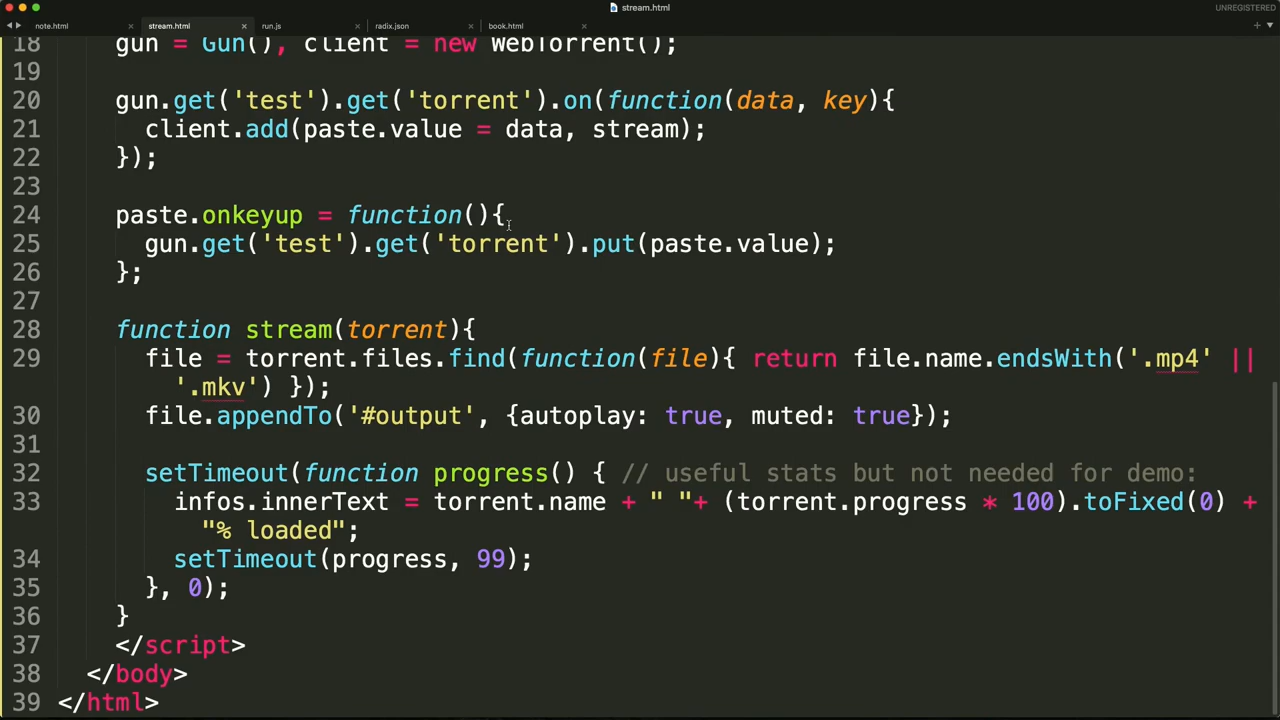 stream.html
UNREGISTERED
note.html × stream.html × run.js × radix.json × book.html × +
18 gun = Gun(), client = new WebTorrent();
19
20 gun.get('test').get('torrent').on(function(data, key){
21 client.add(paste.value = data, stream);
22 });
23
24 paste.onkeyup = function(){
25 gun.get('test').get('torrent').put(paste.value);
26 };
27
28 function stream(torrent){
29 file = torrent.files.find(function(file){ return file.name.endsWith('.mp4' ||
'.mkv') });
30 file.appendTo('#output', {autoplay: true, muted: true});
31
32 setTimeout(function progress() { // useful stats but not needed for demo:
33 infos.innerText = torrent.name + " "+ (torrent.progress * 100).toFixed(0) +
"% loaded";
34 setTimeout(progress, 99);
35 }, 0);
36 }
37 </script>
38 </body>
39 </html>